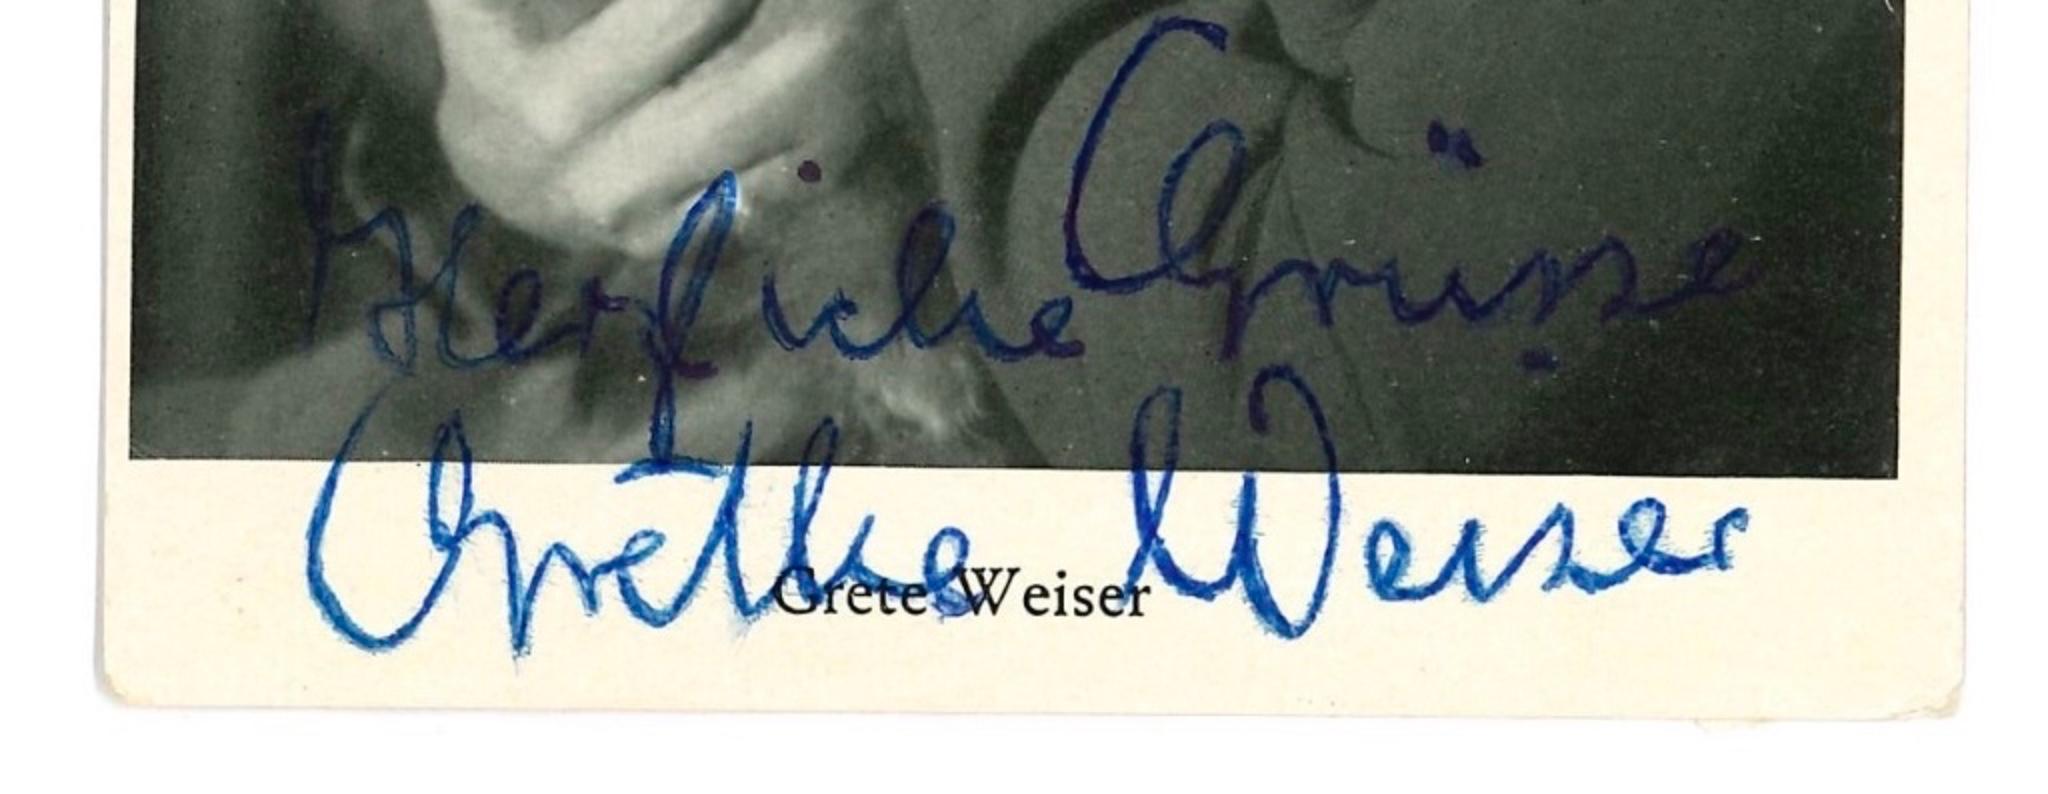 Herzliche Grüsse
Grethe Weiser
Grete Weiser